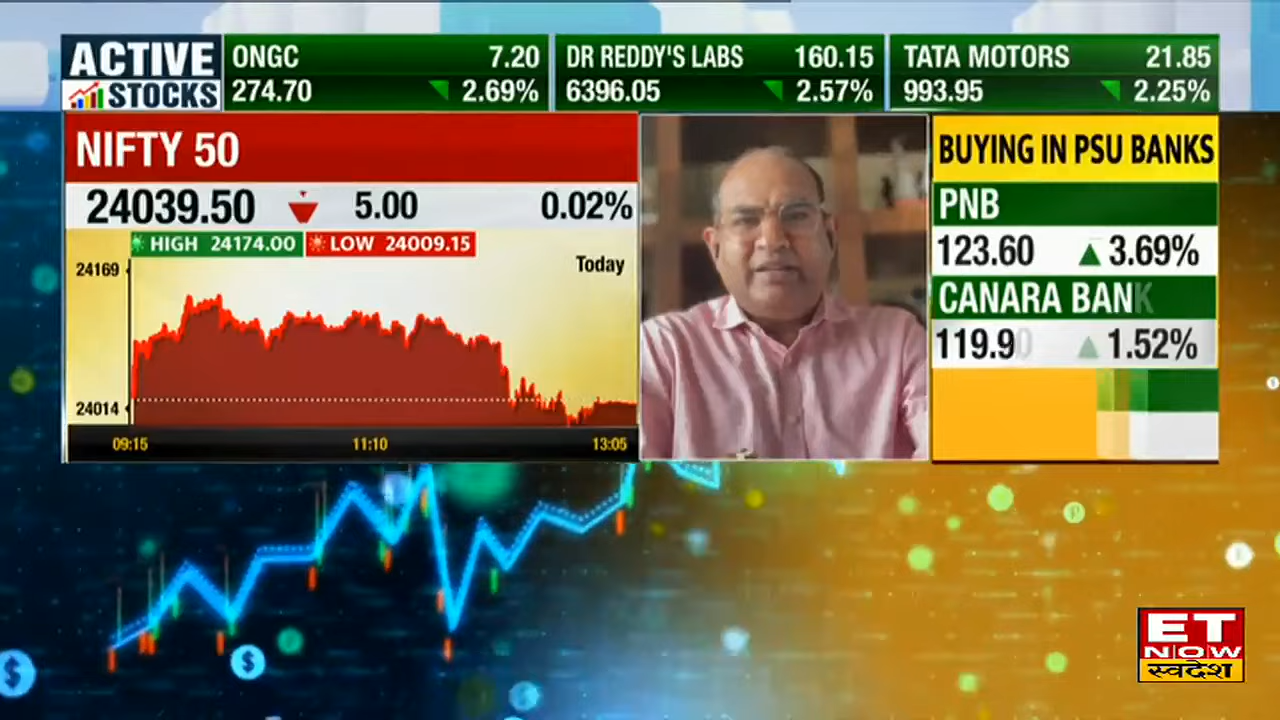 ACTIVE
STOCKS
ONGC 7.20
274.70 2.69%
DR REDDY'S LABS 160.15
6396.05 2.57%
TATA MOTORS 21.85
993.95 2.25%
NIFTY 50
24039.50 5.00 0.02%
HIGH 24174.00 LOW 24009.15
Today
24169
24014
09:15 11:10 13:05
BUYING IN PSU BANKS
PNB
123.60 3.69%
CANARA BANK
119.90 1.52%
$
$
ET
NOW
स्वदेश